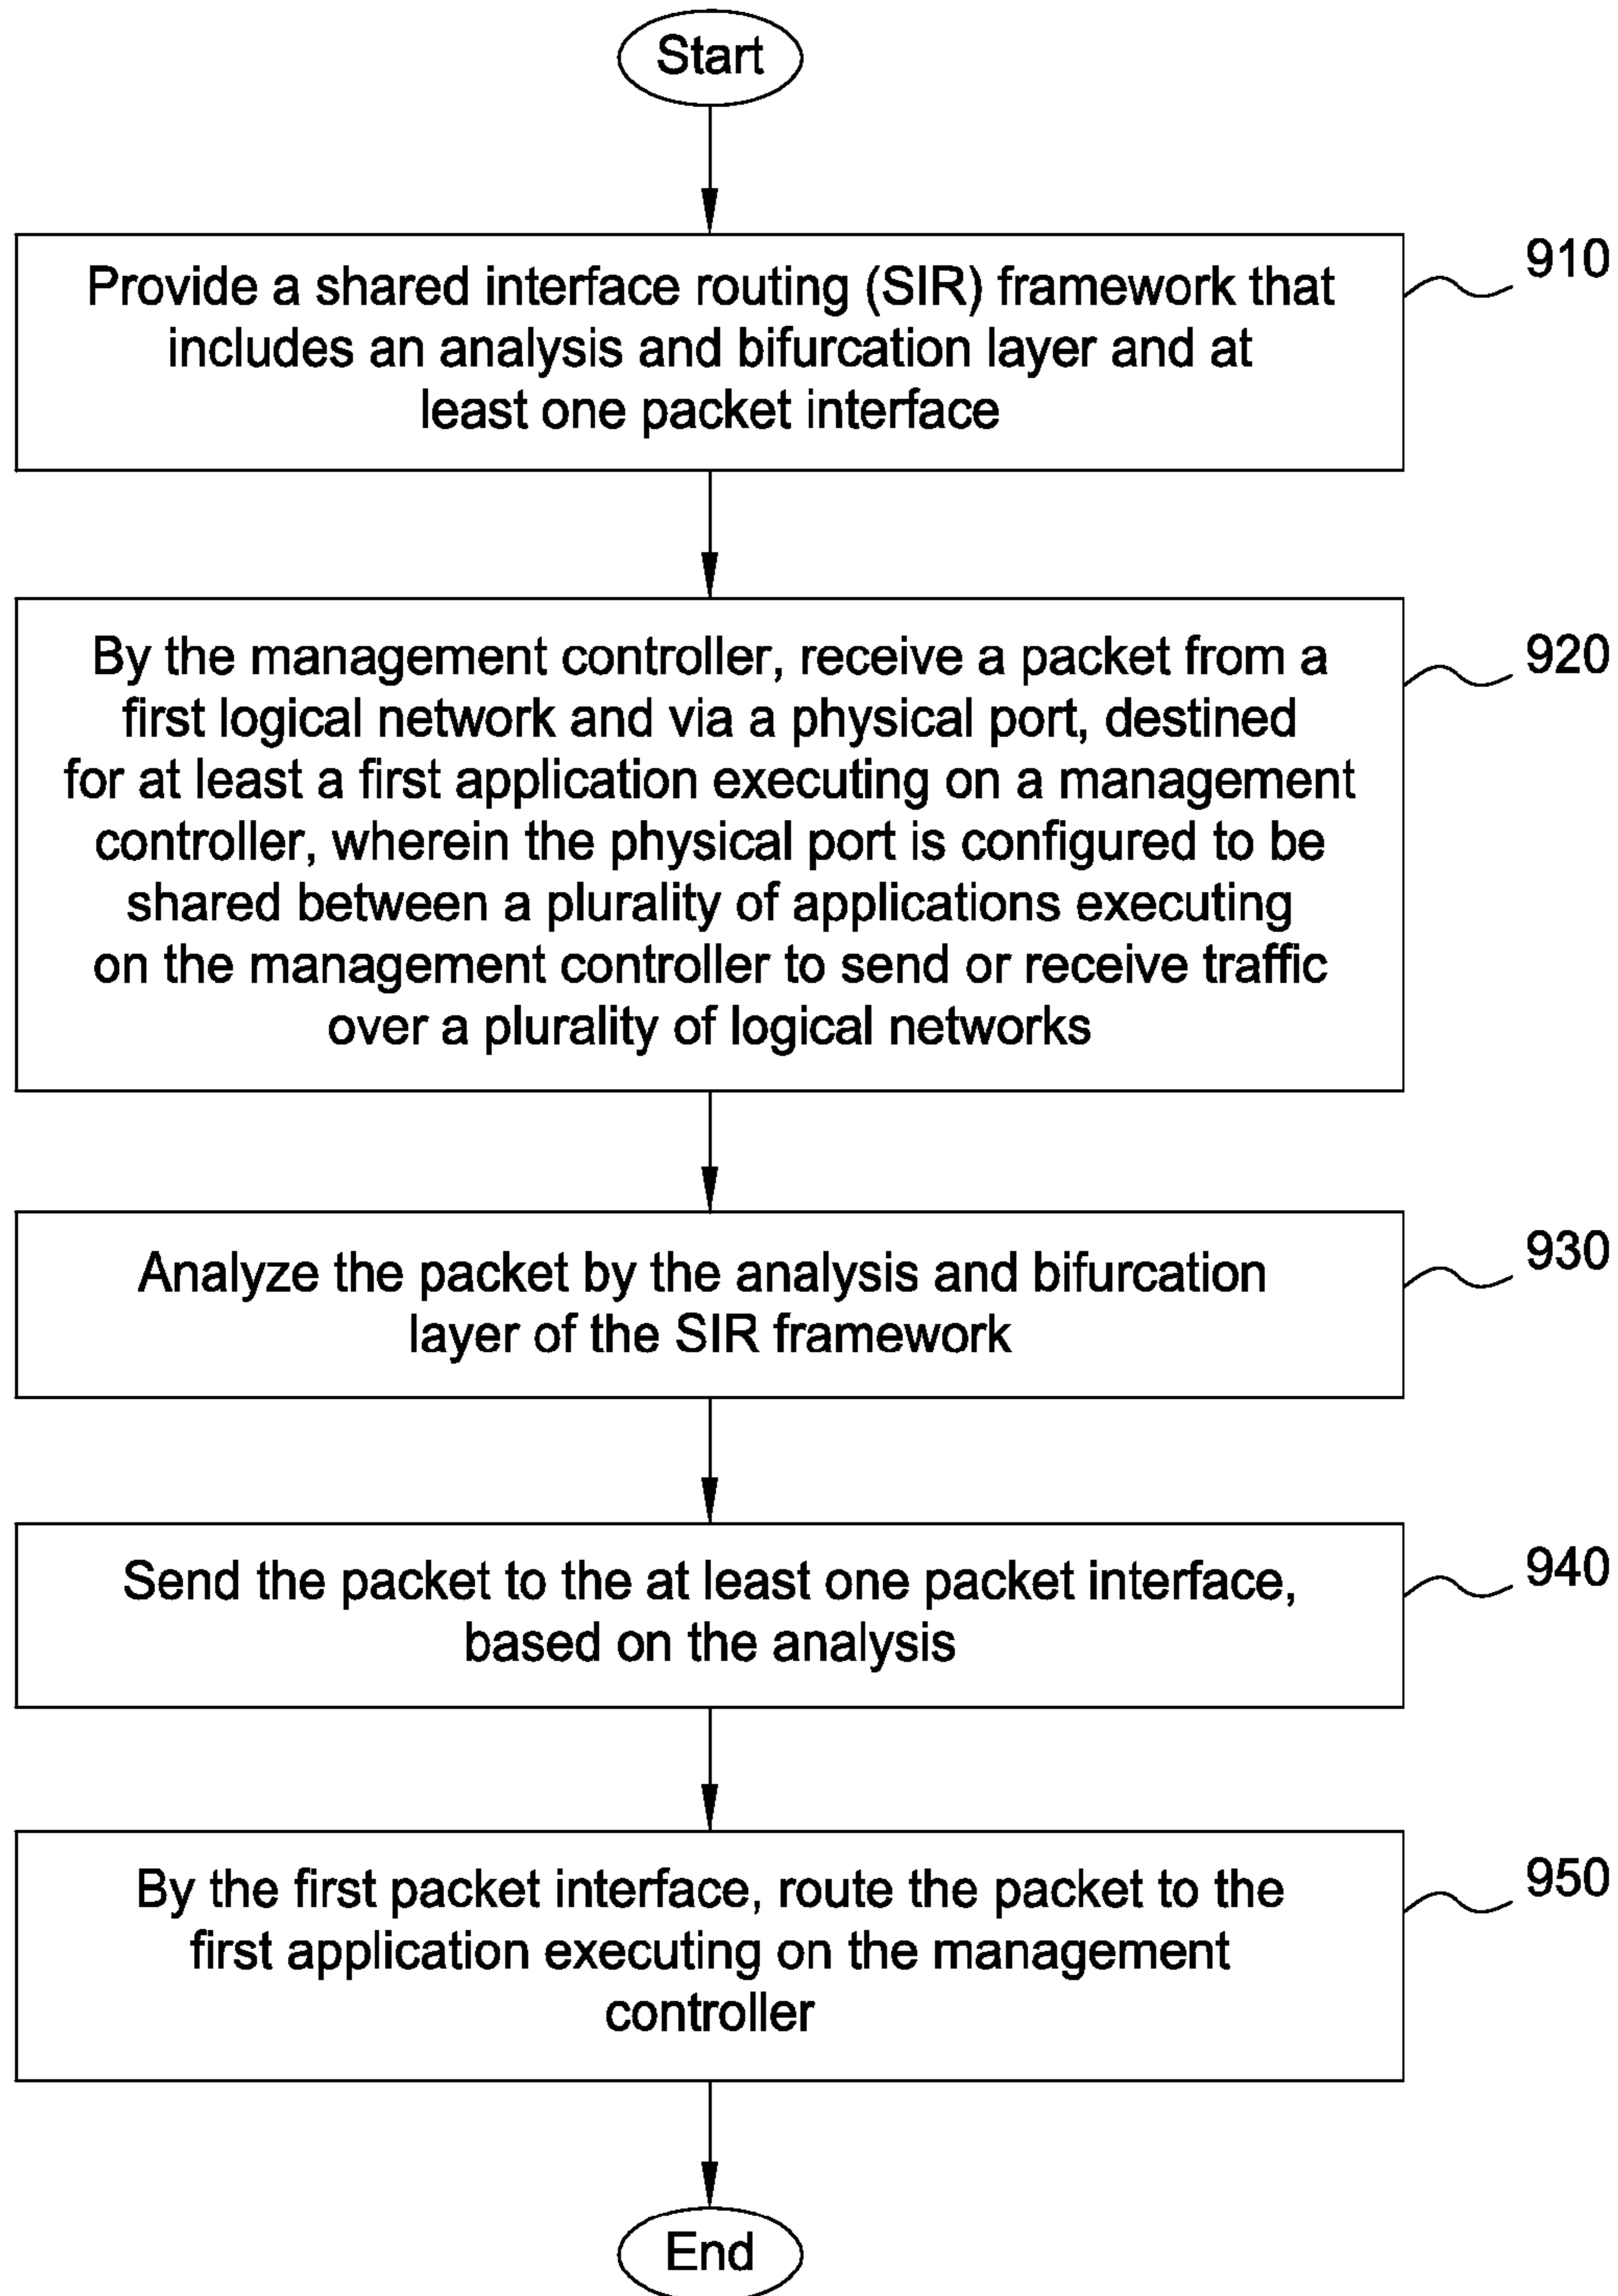 Start
Provide a shared interface routing (SIR) framework that
includes an analysis and bifurcation layer and at
least one packet interface
910
By the management controller, receive a packet from a
first logical network and via a physical port, destined
for at least a first application executing on a management
controller, wherein the physical port is configured to be
shared between a plurality of applications executing
on the management controller to send or receive traffic
over a plurality of logical networks
920
Analyze the packet by the analysis and bifurcation
layer of the SIR framework
930
Send the packet to the at least one packet interface,
based on the analysis
940
By the first packet interface, route the packet to the
first application executing on the management
controller
950
End